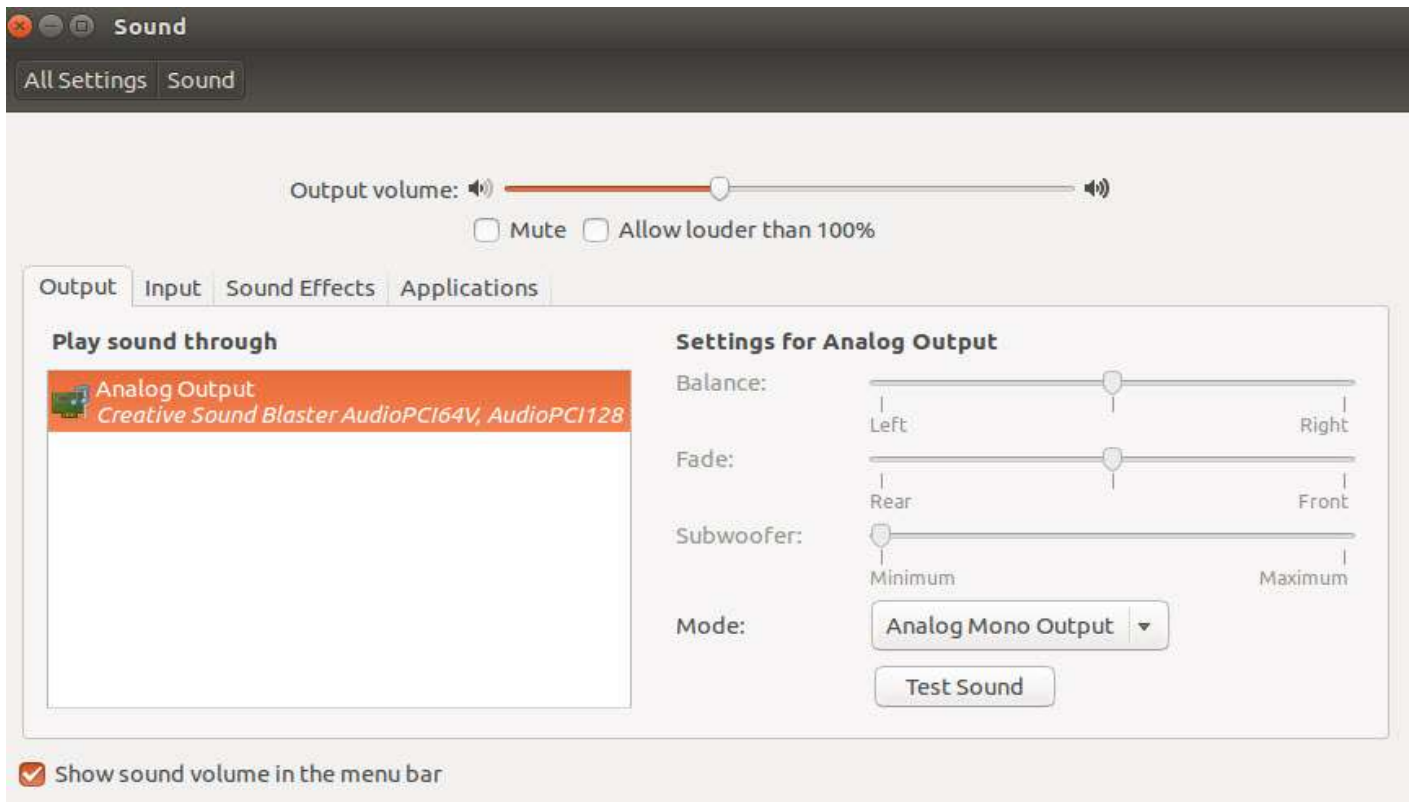 Sound
All Settings Sound
Output volume:
Mute Allow louder than 100%
Output Input Sound Effects Applications
Play sound through
Analog Output
Creative Sound Blaster AudioPCI64V, AudioPCI128
Settings for Analog Output
Balance:
Left Right
Fade:
Rear Front
Subwoofer:
Minimum Maximum
Mode: Analog Mono Output
Test Sound
Show sound volume in the menu bar